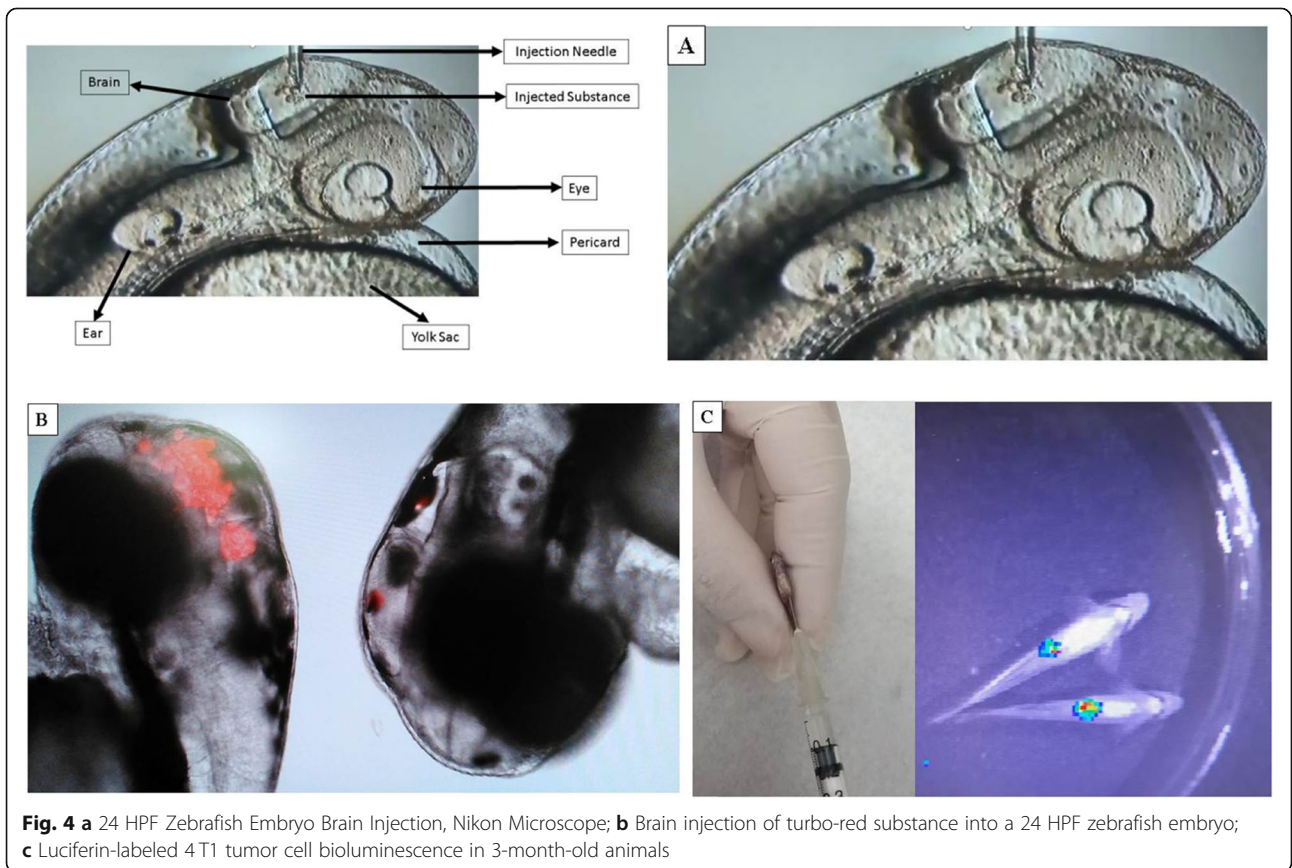 Injection Needle
Brain
Injected Substance
Eye
Pericard
Ear
Yolk Sac
A
B
C
Fig. 4 a 24 HPF Zebrafish Embryo Brain Injection, Nikon Microscope; b Brain injection of turbo-red substance into a 24 HPF zebrafish embryo;
c Luciferin-labeled 4 T1 tumor cell bioluminescence in 3-month-old animals